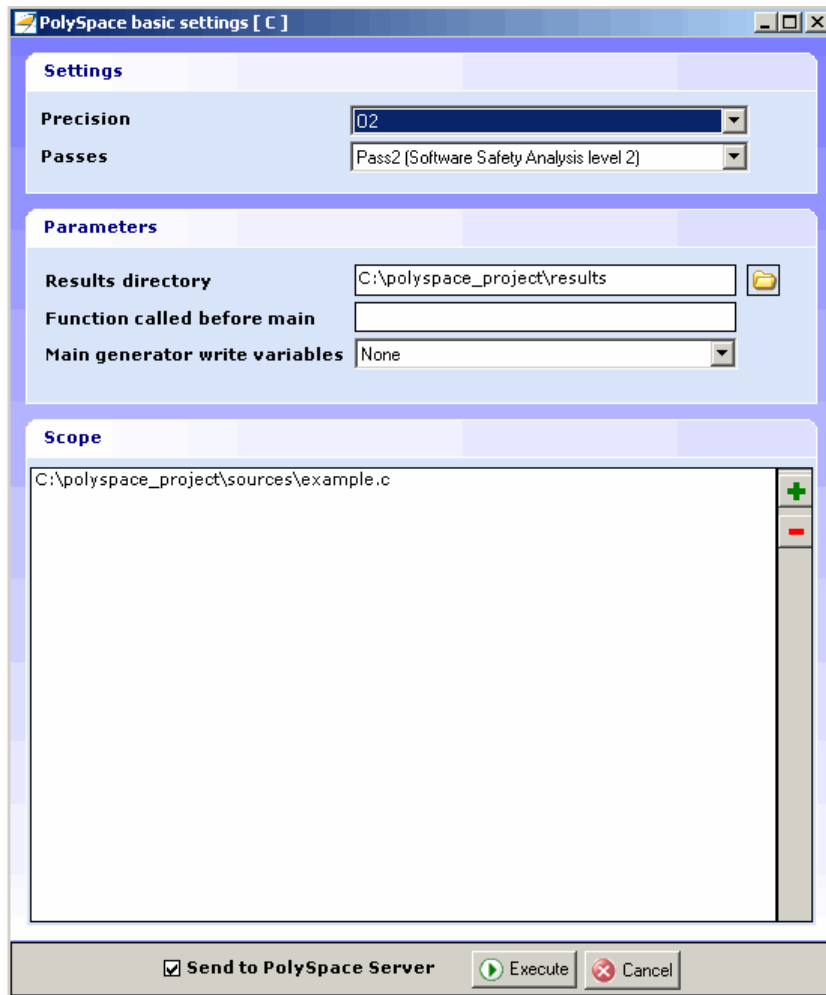 PolySpace basic settings [ C ]
Settings
Precision O2
Passes Pass2 (Software Safety Analysis level 2)
Parameters
Results directory C:\polyspace_project\results
Function called before main
Main generator write variables None
Scope
C:\polyspace_project\sources\example.c
Send to PolySpace Server Execute Cancel